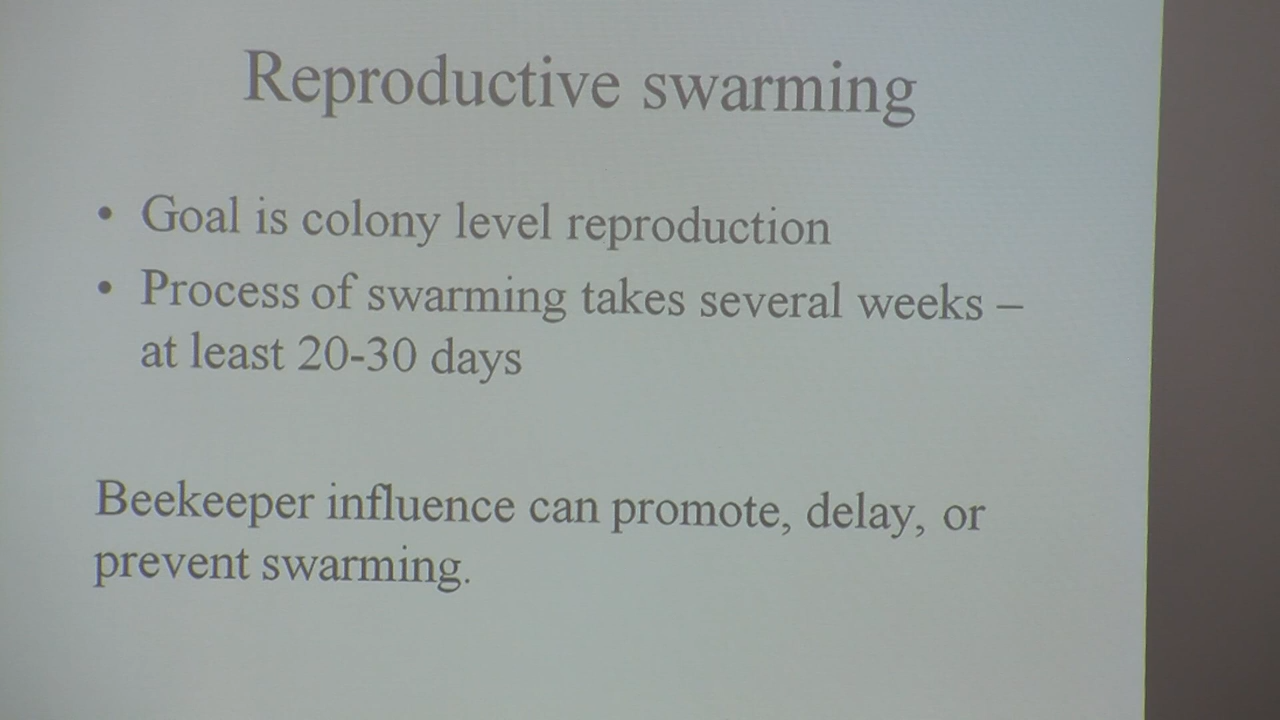 Reproductive swarming
• Goal is colony level reproduction
• Process of swarming takes several weeks –
at least 20-30 days
Beekeeper influence can promote, delay, or
prevent swarming.